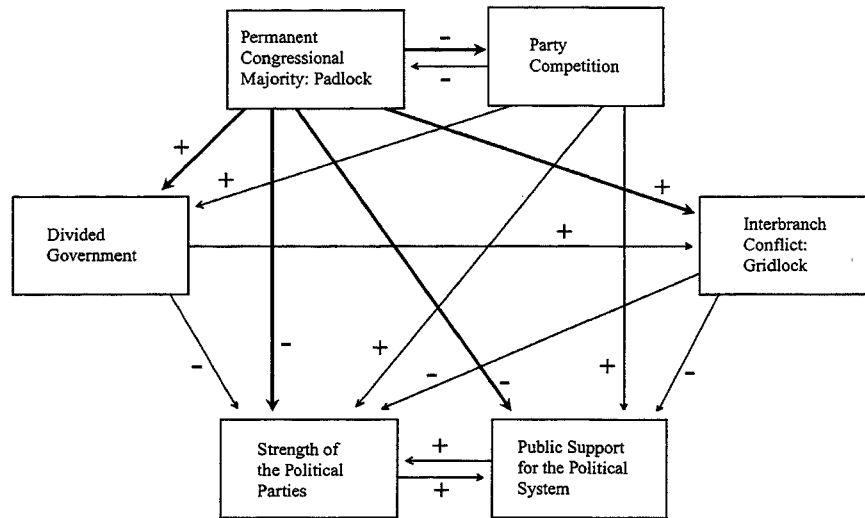 Permanent
Congressional
Majority: Padlock
-
-
Party
Competition
+
+
+
Divided
Government
+
Interbranch
Conflict:
Gridlock
-
-
+
-
-
+
-
Strength of
the Political
Parties
+
+
Public Support
for the Political
System